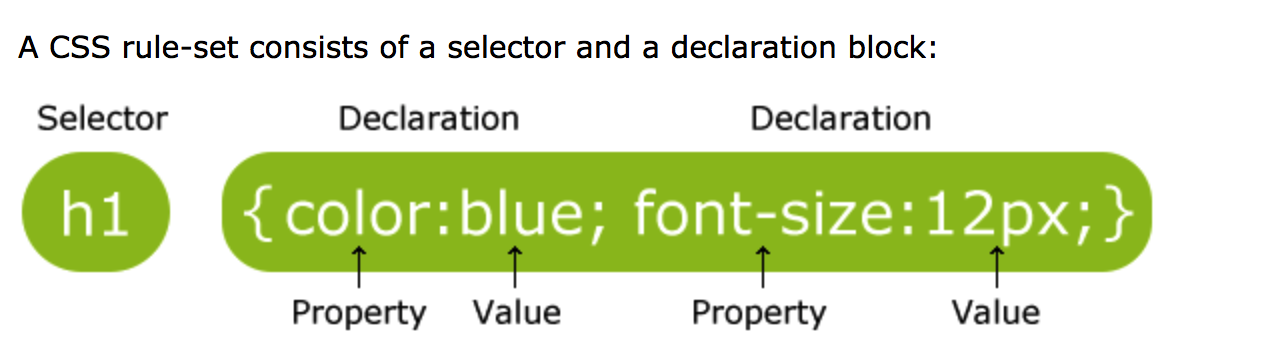 A CSS rule-set consists of a selector and a declaration block:
Selector Declaration Declaration
h1 {color:blue; font-size:12px;}
Property Value Property Value